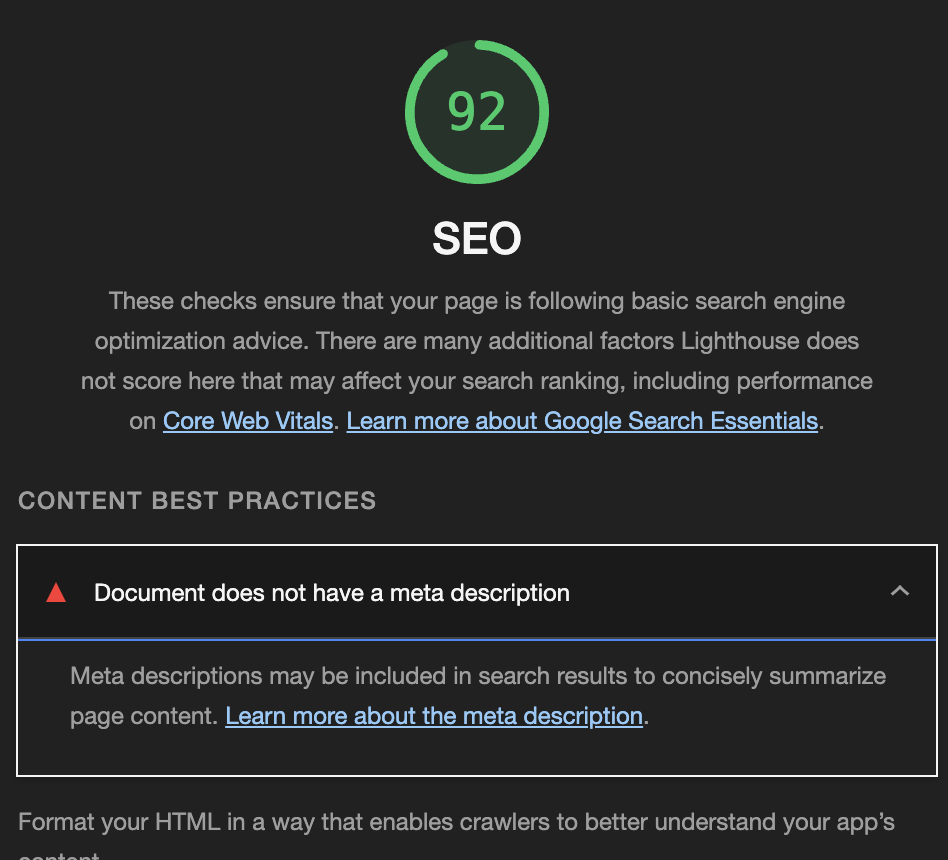 92
SEO
These checks ensure that your page is following basic search engine
optimization advice. There are many additional factors Lighthouse does
not score here that may affect your search ranking, including performance
on Core Web Vitals. Learn more about Google Search Essentials.
CONTENT BEST PRACTICES
Document does not have a meta description
Meta descriptions may be included in search results to concisely summarize
page content. Learn more about the meta description.
Format your HTML in a way that enables crawlers to better understand your app’s
content.